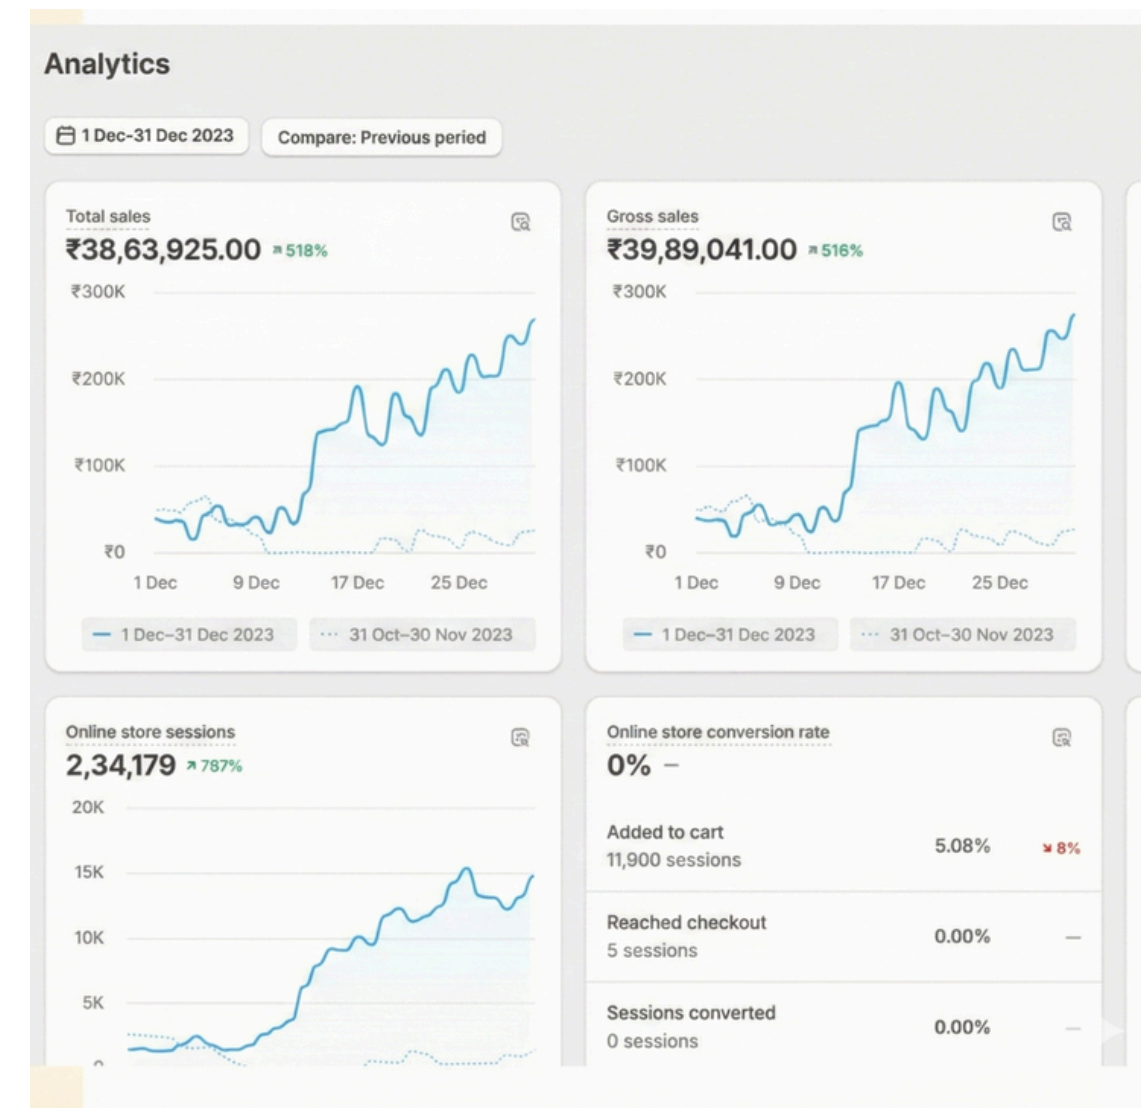 Analytics
1 Dec-31 Dec 2023
Compare: Previous peried
Total sales
₹38,63,925.00 518%
₹300K
₹200K
₹100K
₹0
1 Dec 9 Dec 17 Dec 25 Dec
1 Dec–31 Dec 2023 31 Oct–30 Nov 2023
Gross sales
₹39,89,041.00 516%
₹300K
₹200K
₹100K
₹0
1 Dec 9 Dec 17 Dec 25 Dec
1 Dec–31 Dec 2023 31 Oct–30 Nov 2023
Online store sessions
2,34,179 787%
20K
15K
10K
5K
0
Online store conversion rate
0% –
Added to cart
11,900 sessions
5.08% 8%
Reached checkout
5 sessions
0.00% –
Sessions converted
0 sessions
0.00% –